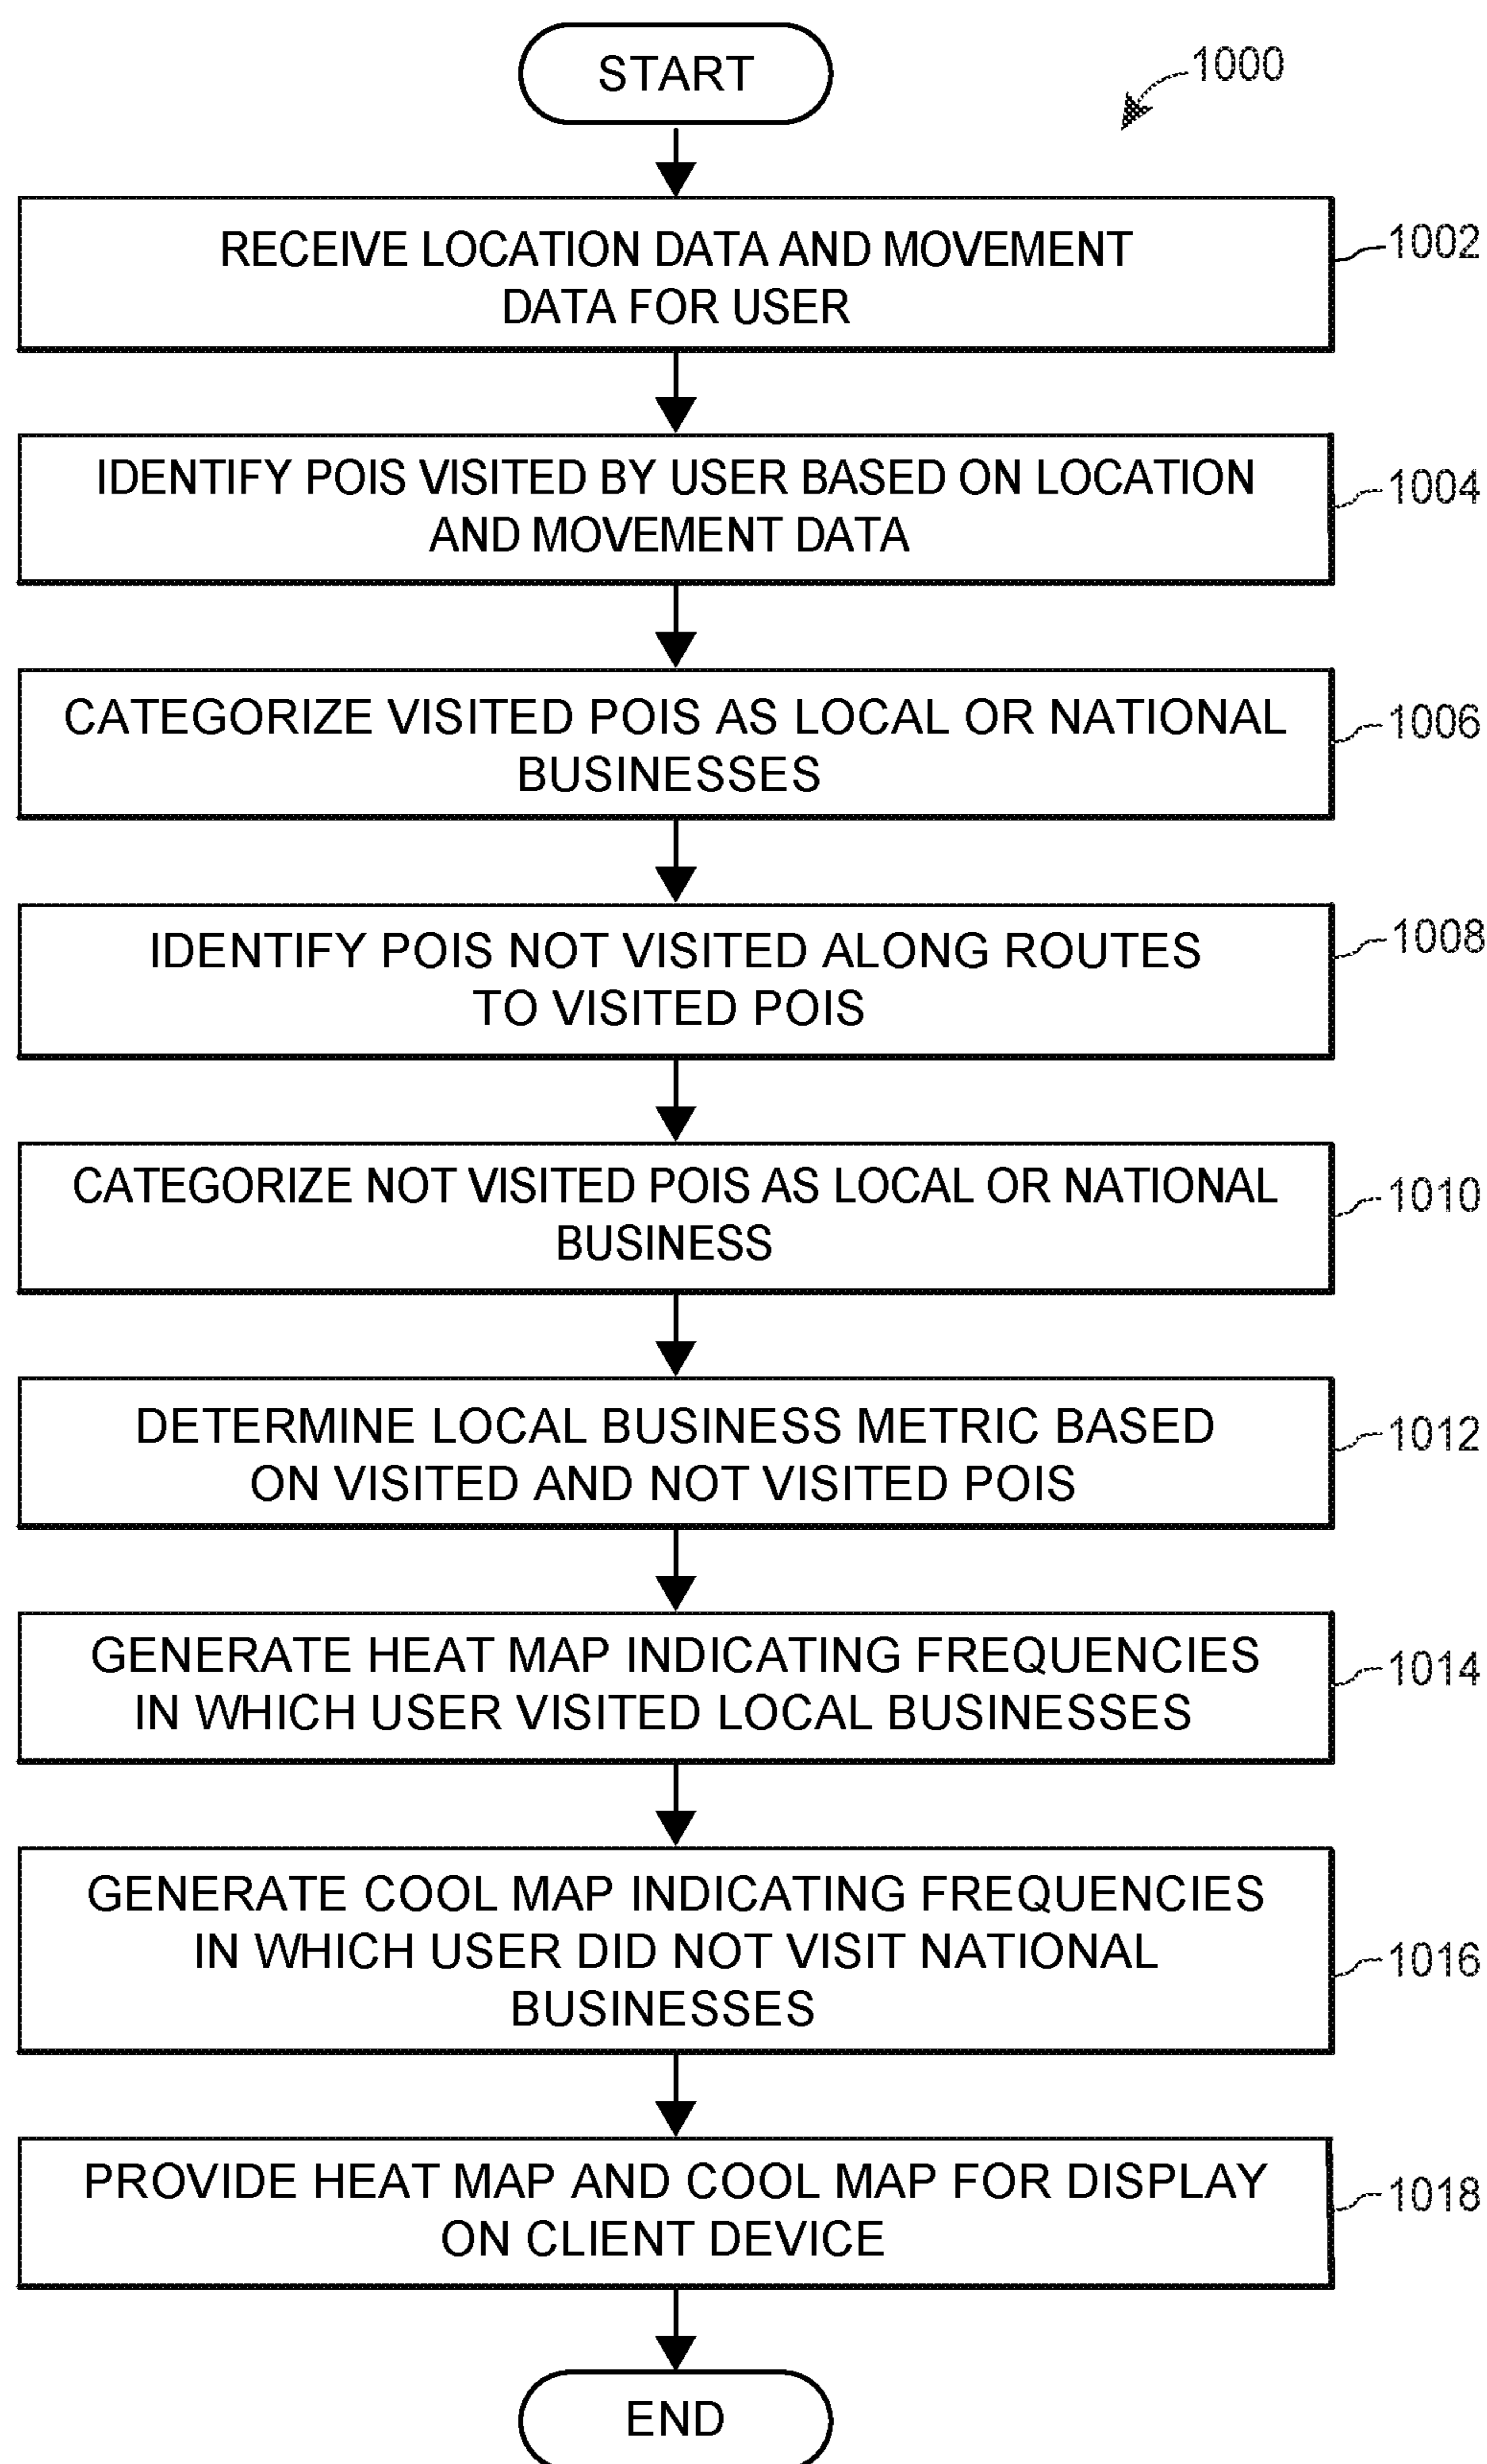 START
1000
RECEIVE LOCATION DATA AND MOVEMENT
DATA FOR USER
1002
IDENTIFY POIS VISITED BY USER BASED ON LOCATION
AND MOVEMENT DATA
1004
CATEGORIZE VISITED POIS AS LOCAL OR NATIONAL
BUSINESSES
1006
IDENTIFY POIS NOT VISITED ALONG ROUTES
TO VISITED POIS
1008
CATEGORIZE NOT VISITED POIS AS LOCAL OR NATIONAL
BUSINESS
1010
DETERMINE LOCAL BUSINESS METRIC BASED
ON VISITED AND NOT VISITED POIS
1012
GENERATE HEAT MAP INDICATING FREQUENCIES
IN WHICH USER VISITED LOCAL BUSINESSES
1014
GENERATE COOL MAP INDICATING FREQUENCIES
IN WHICH USER DID NOT VISIT NATIONAL
BUSINESSES
1016
PROVIDE HEAT MAP AND COOL MAP FOR DISPLAY
ON CLIENT DEVICE
1018
END